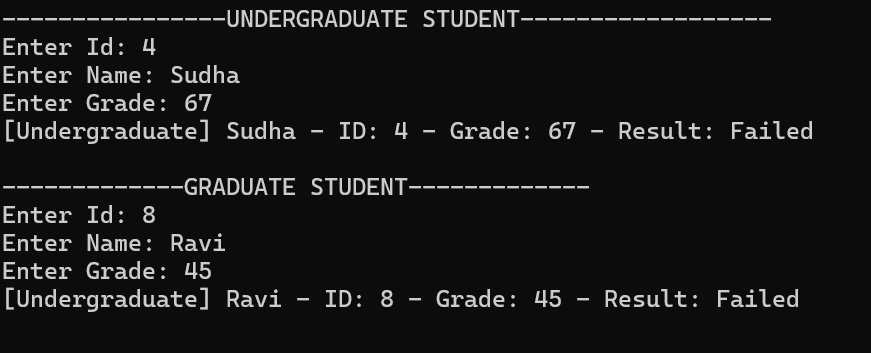 ----------------UNDERGRADUATE STUDENT------------------
Enter Id: 4
Enter Name: Sudha
Enter Grade: 67
[Undergraduate] Sudha - ID: 4 - Grade: 67 - Result: Failed
-------------GRADUATE STUDENT-------------
Enter Id: 8
Enter Name: Ravi
Enter Grade: 45
[Undergraduate] Ravi - ID: 8 - Grade: 45 - Result: Failed